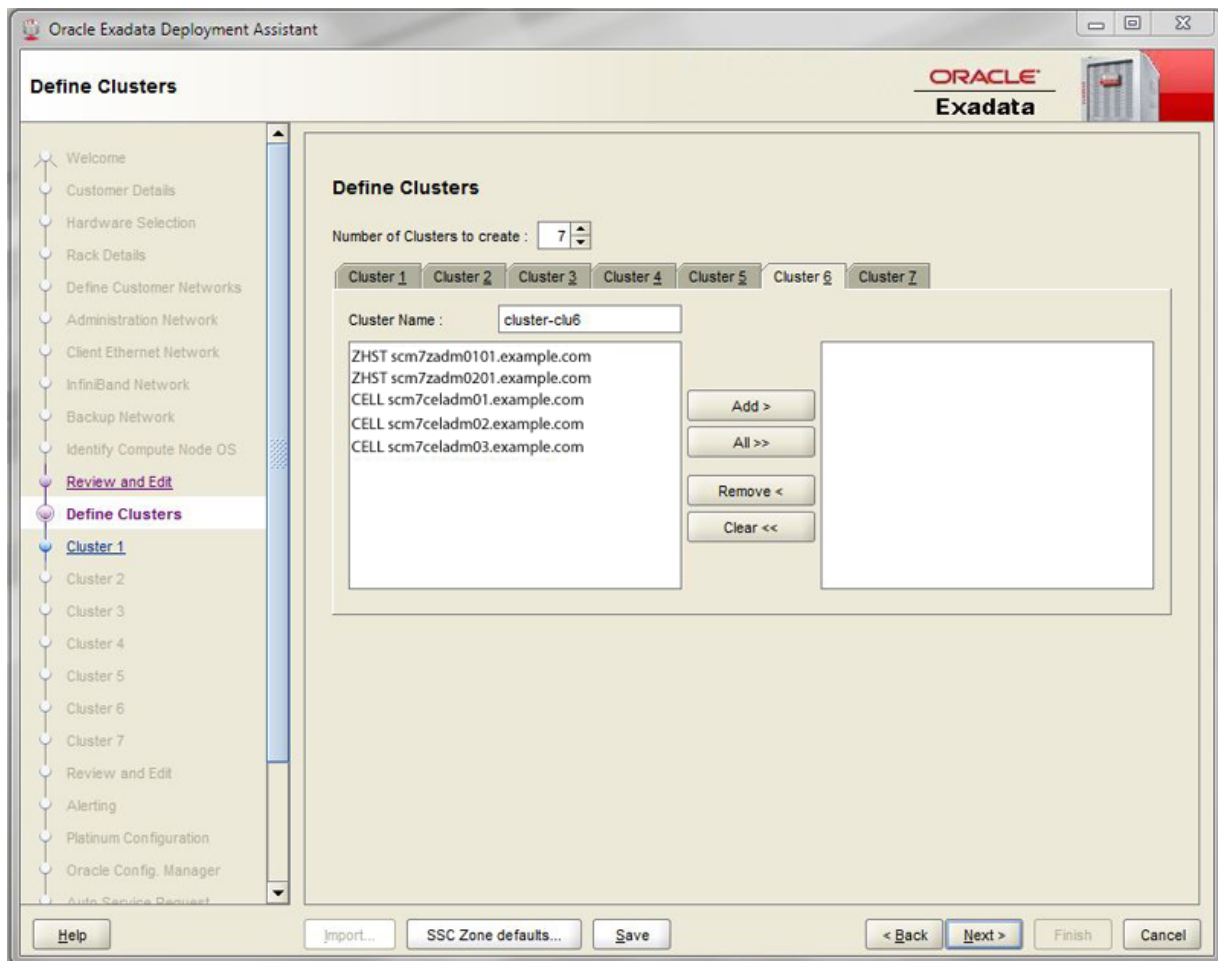 Oracle Exadata Deployment Assistant
Define Clusters
ORACLE
Exadata
Welcome
Customer Details
Hardware Selection
Rack Details
Define Customer Networks
Administration Network
Client Ethernet Network
InfiniBand Network
Backup Network
Identify Compute Node OS
Review and Edit
Define Clusters
Cluster 1
Cluster 2
Cluster 3
Cluster 4
Cluster 5
Cluster 6
Cluster 7
Review and Edit
Alerting
Platinum Configuration
Oracle Config. Manager
Auto Service Request
Define Clusters
Number of Clusters to create : 7
Cluster 1 Cluster 2 Cluster 3 Cluster 4 Cluster 5 Cluster 6 Cluster 7
Cluster Name : cluster-clu6
ZHST scm7zadm0101.example.com
ZHST scm7zadm0201.example.com
CELL scm7celadm01.example.com
CELL scm7celadm02.example.com
CELL scm7celadm03.example.com
Add >
All >>
Remove <
Clear <<
Help Import... SSC Zone defaults... Save < Back Next > Finish Cancel